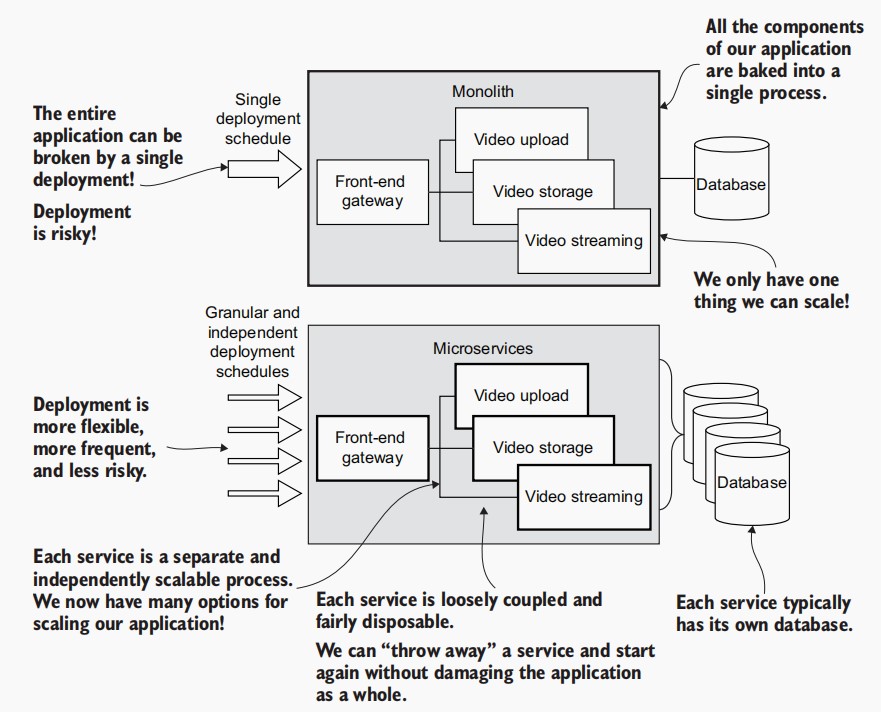 All the components
of our application
are baked into a
single process.
The entire
application can be
broken by a single
deployment!
Deployment
is risky!
Single
deployment
schedule
Monolith
Video upload
Front-end
gateway
Video storage
Video streaming
Database
We only have one
thing we can scale!
Granular and
independent
deployment
schedules
Deployment is
more flexible,
more frequent,
and less risky.
Microservices
Video upload
Front-end
gateway
Video storage
Video streaming
Database
Each service is a separate and
independently scalable process.
We now have many options for
scaling our application!
Each service is loosely coupled and
fairly disposable.
We can “throw away” a service and start
again without damaging the application
as a whole.
Each service typically
has its own database.